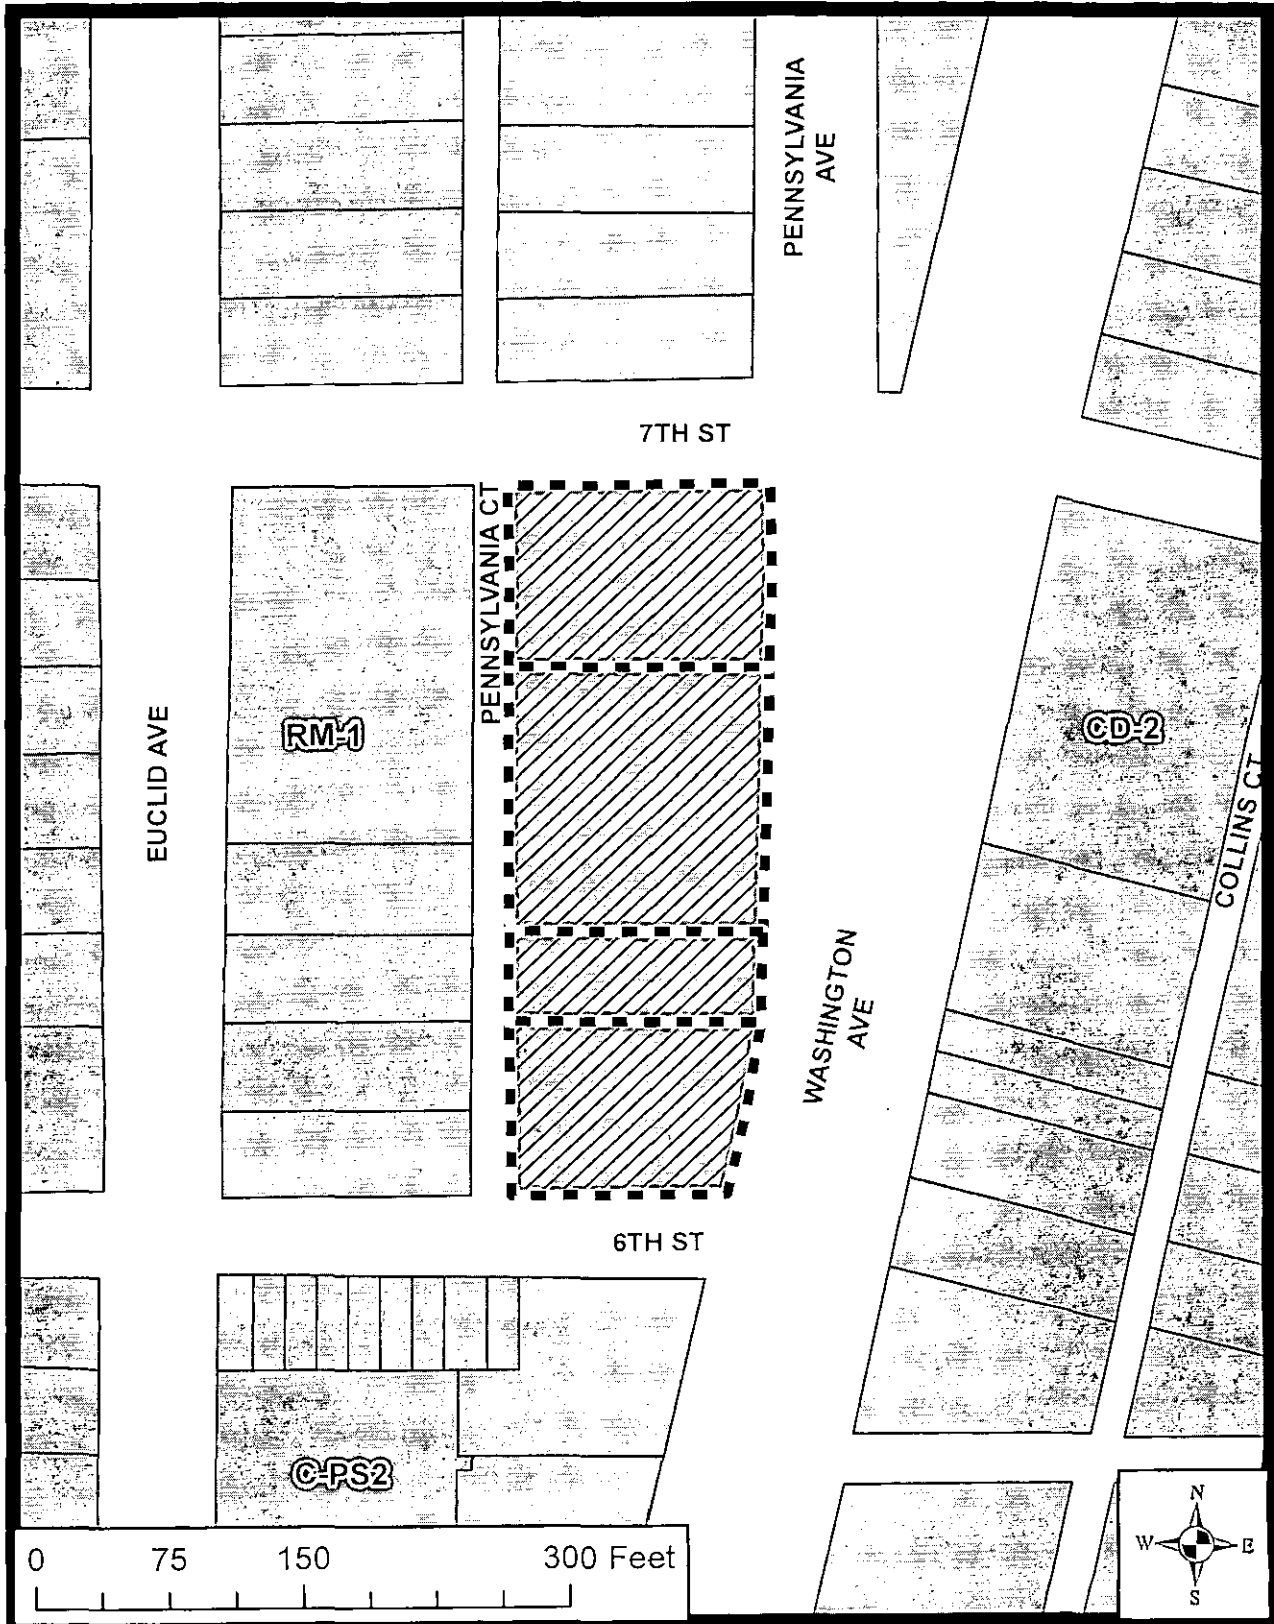 PENNSYLVANIA
AVE
7TH ST
PENNSYLVANIA CT
RM-1
EUCLID AVE
CD-2
COLLINS CT
WASHINGTON
AVE
6TH ST
C-PS2
0 75 150 300 Feet
N
W E
S